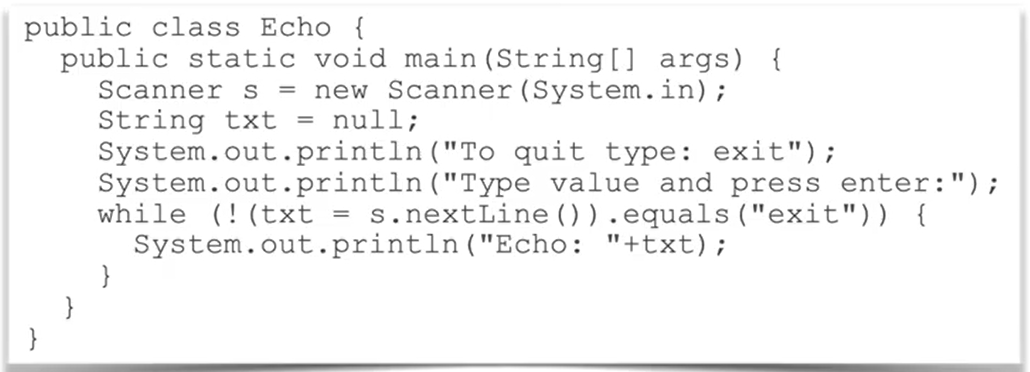 public class Echo {
  public static void main(String[] args) {
    Scanner s = new Scanner(System.in);
    String txt = null;
    System.out.println("To quit type: exit");
    System.out.println("Type value and press enter:");
    while (!(txt = s.nextLine()).equals("exit")) {
      System.out.println("Echo: "+txt);
    }
  }
}